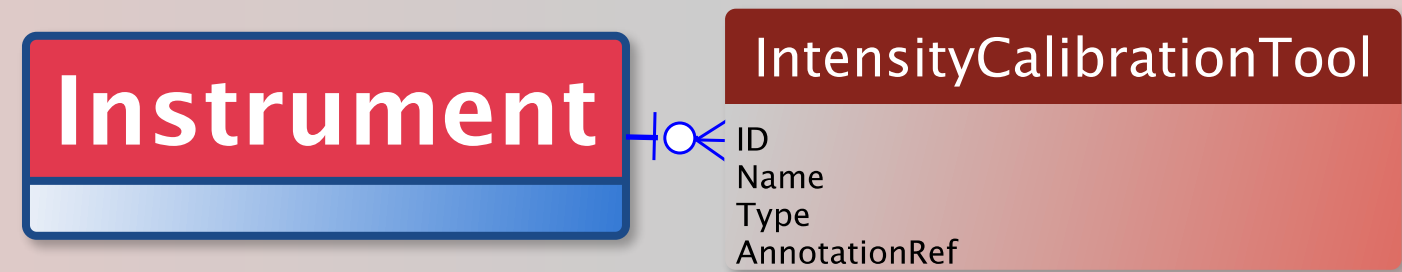 Instrument
IntensityCalibrationTool
ID
Name
Type
AnnotationRef